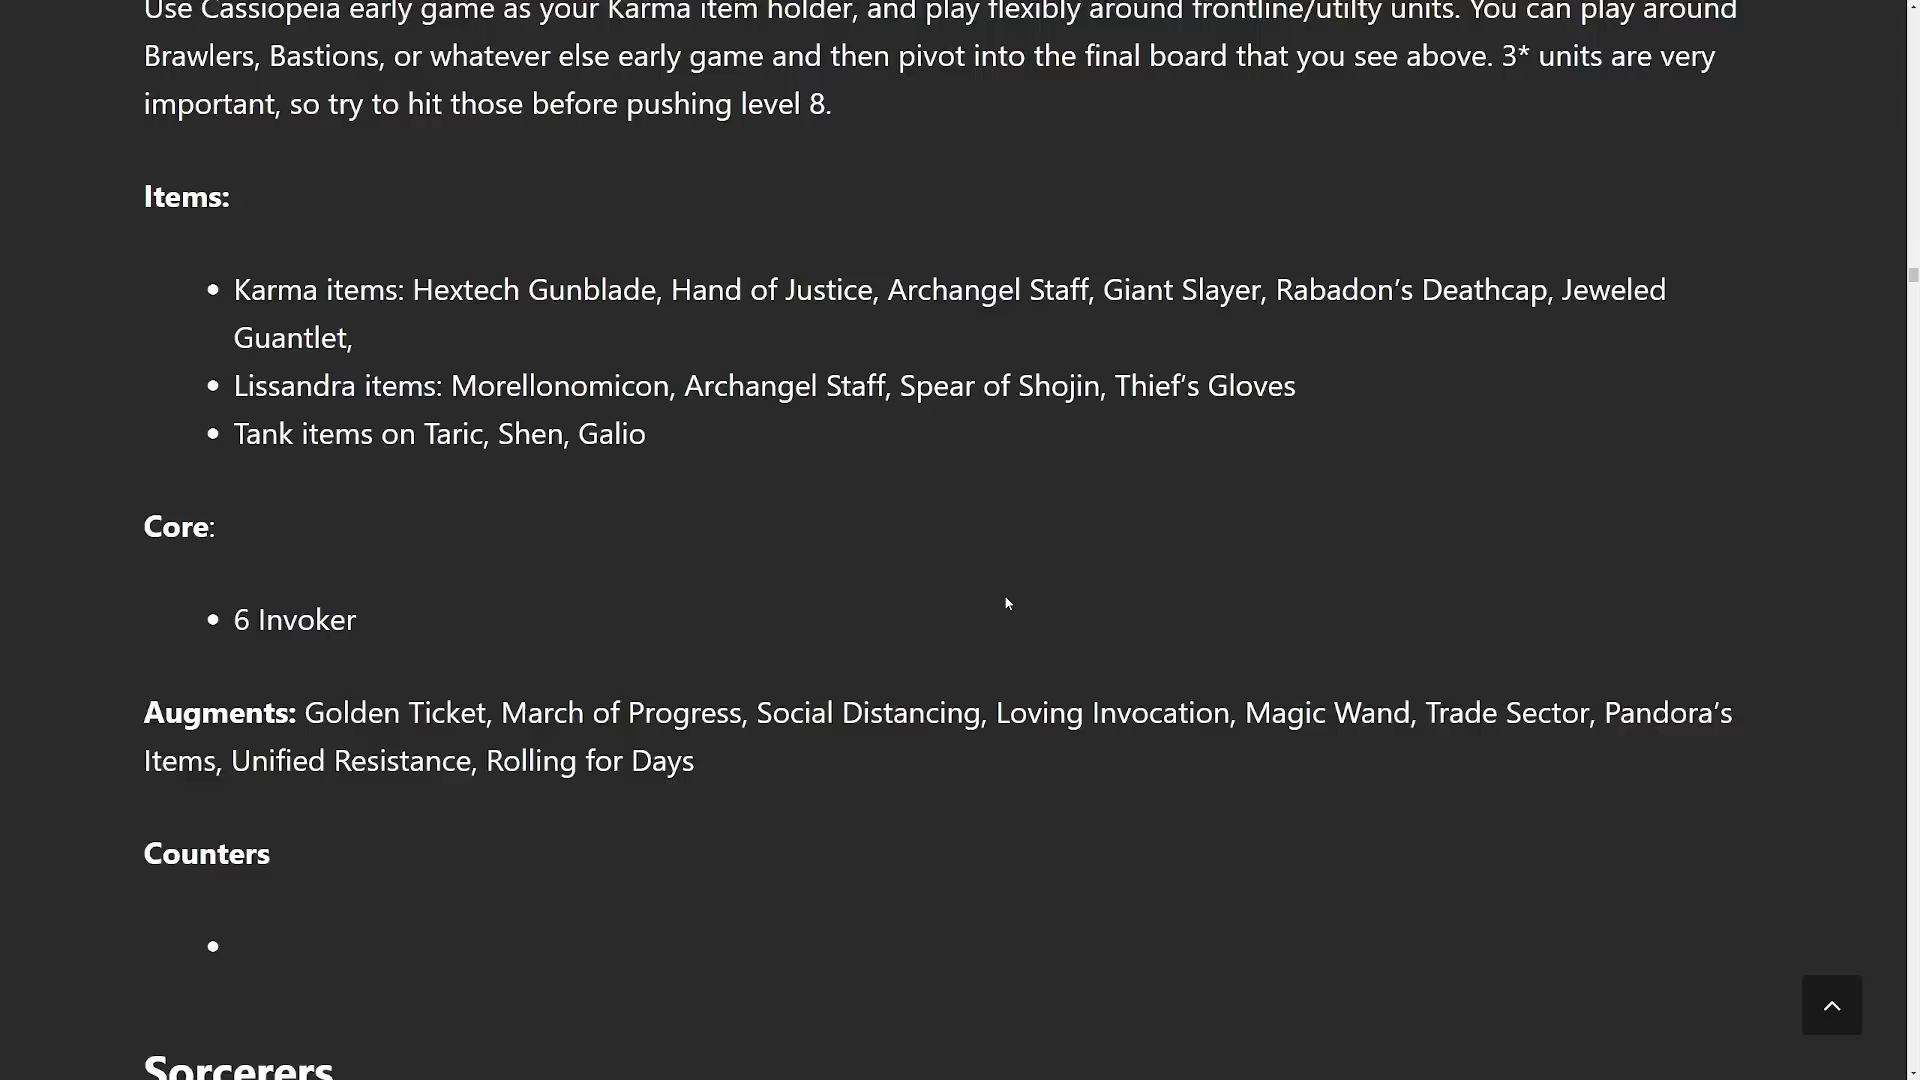 Use Cassiopeia early game as your Karma item holder, and play flexibly around frontline/utilty units. You can play around
Brawlers, Bastions, or whatever else early game and then pivot into the final board that you see above. 3* units are very
important, so try to hit those before pushing level 8.
Items:
• Karma items: Hextech Gunblade, Hand of Justice, Archangel Staff, Giant Slayer, Rabadon’s Deathcap, Jeweled
Guantlet,
• Lissandra items: Morellonomicon, Archangel Staff, Spear of Shojin, Thief’s Gloves
• Tank items on Taric, Shen, Galio
Core:
• 6 Invoker
Augments: Golden Ticket, March of Progress, Social Distancing, Loving Invocation, Magic Wand, Trade Sector, Pandora’s
Items, Unified Resistance, Rolling for Days
Counters
•
Sorcerers